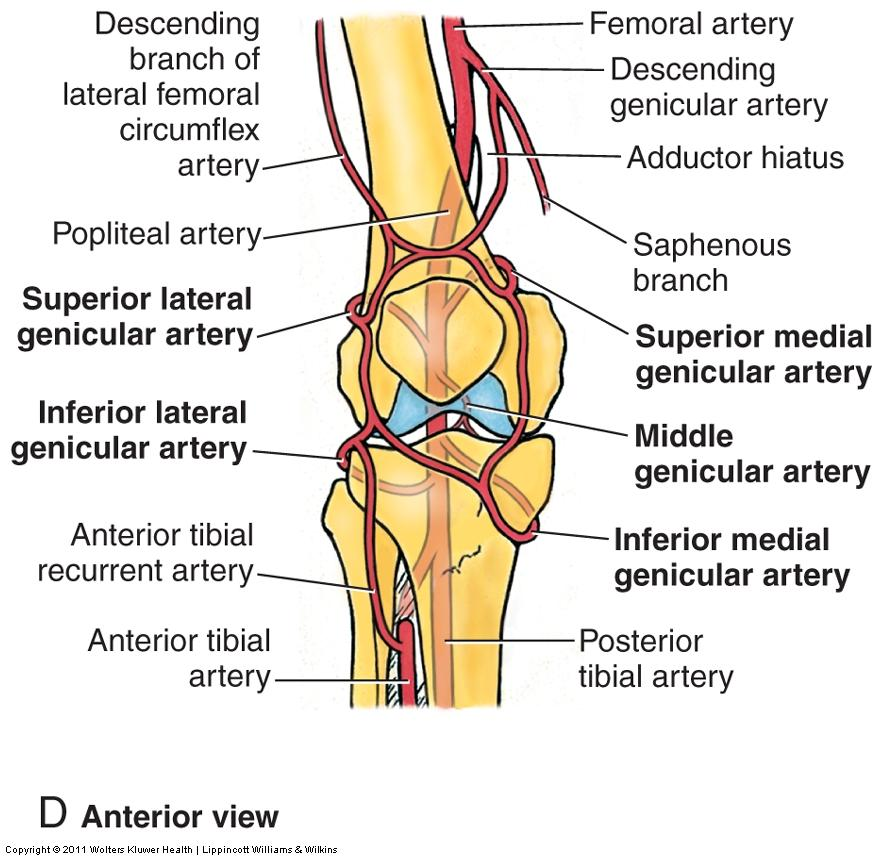 Descending
branch of
lateral femoral
circumflex
artery
Popliteal artery
Superior lateral
genicular artery
Inferior lateral
genicular artery
Anterior tibial
recurrent artery
Anterior tibial
artery
Femoral artery
Descending
genicular artery
Adductor hiatus
Saphenous
branch
Superior medial
genicular artery
Middle
genicular artery
Inferior medial
genicular artery
Posterior
tibial artery
D Anterior view
Copyright © 2011 Wolters Kluwer Health | Lippincott Williams & Wilkins